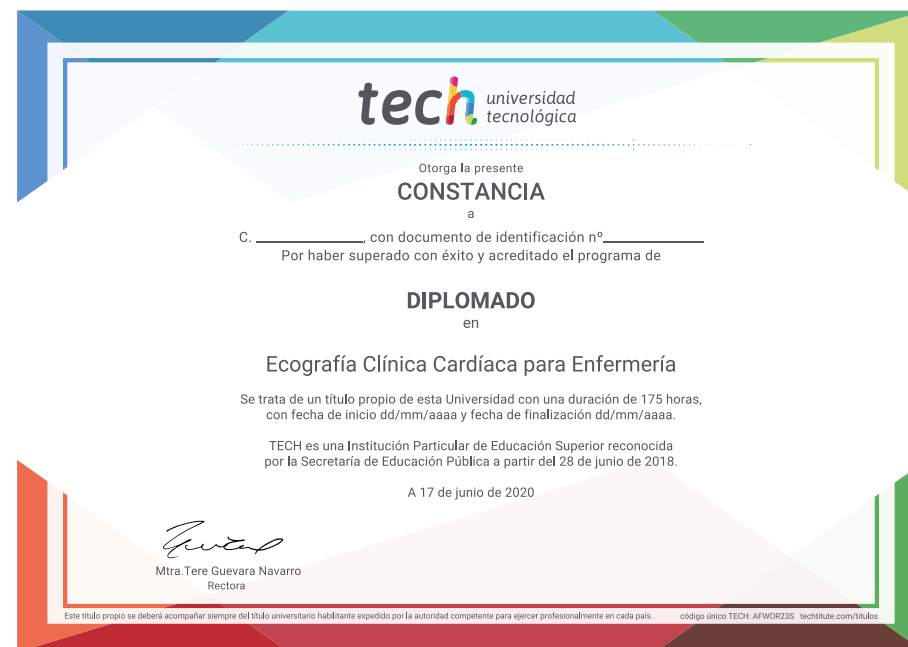 tech universidad
tecnológica
Otorga la presente
CONSTANCIA
a
C. ______________, con documento de identificación nº______________
Por haber superado con éxito y acreditado el programa de
DIPLOMADO
en
Ecografía Clínica Cardíaca para Enfermería
Se trata de un título propio de esta Universidad con una duración de 175 horas,
con fecha de inicio dd/mm/aaaa y fecha de finalización dd/mm/aaaa.
TECH es una Institución Particular de Educación Superior reconocida
por la Secretaría de Educación Pública a partir del 28 de junio de 2018.
A 17 de junio de 2020
Mtra.Tere Guevara Navarro
Rectora
Este título propio se deberá acompañar siempre del título universitario habilitante expedido por la autoridad competente para ejercer profesionalmente en cada país. código único TECH: AFWOR23S techtitute.com/titulos